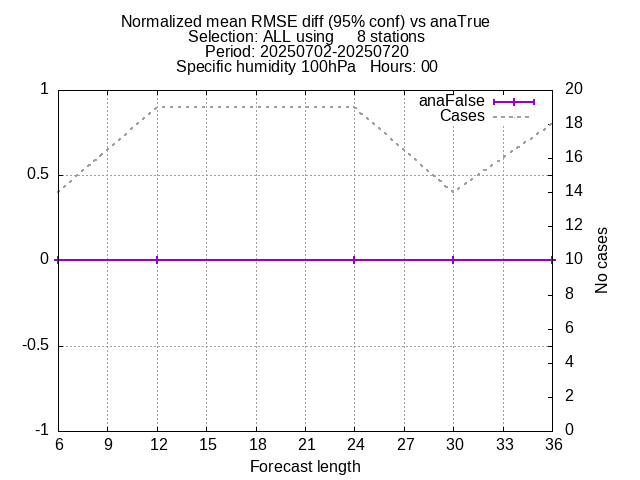 Normalized mean RMSE diff (95% conf) vs anaTrue
Selection: ALL using     8 stations
Period: 20250702-20250720
Specific humidity 100hPa   Hours: 00
anaFalse
Cases
1
0.5
0
-0.5
-1
20
18
16
14
12
10
8
6
4
2
0
No cases
6 9 12 15 18 21 24 27 30 33 36
Forecast length